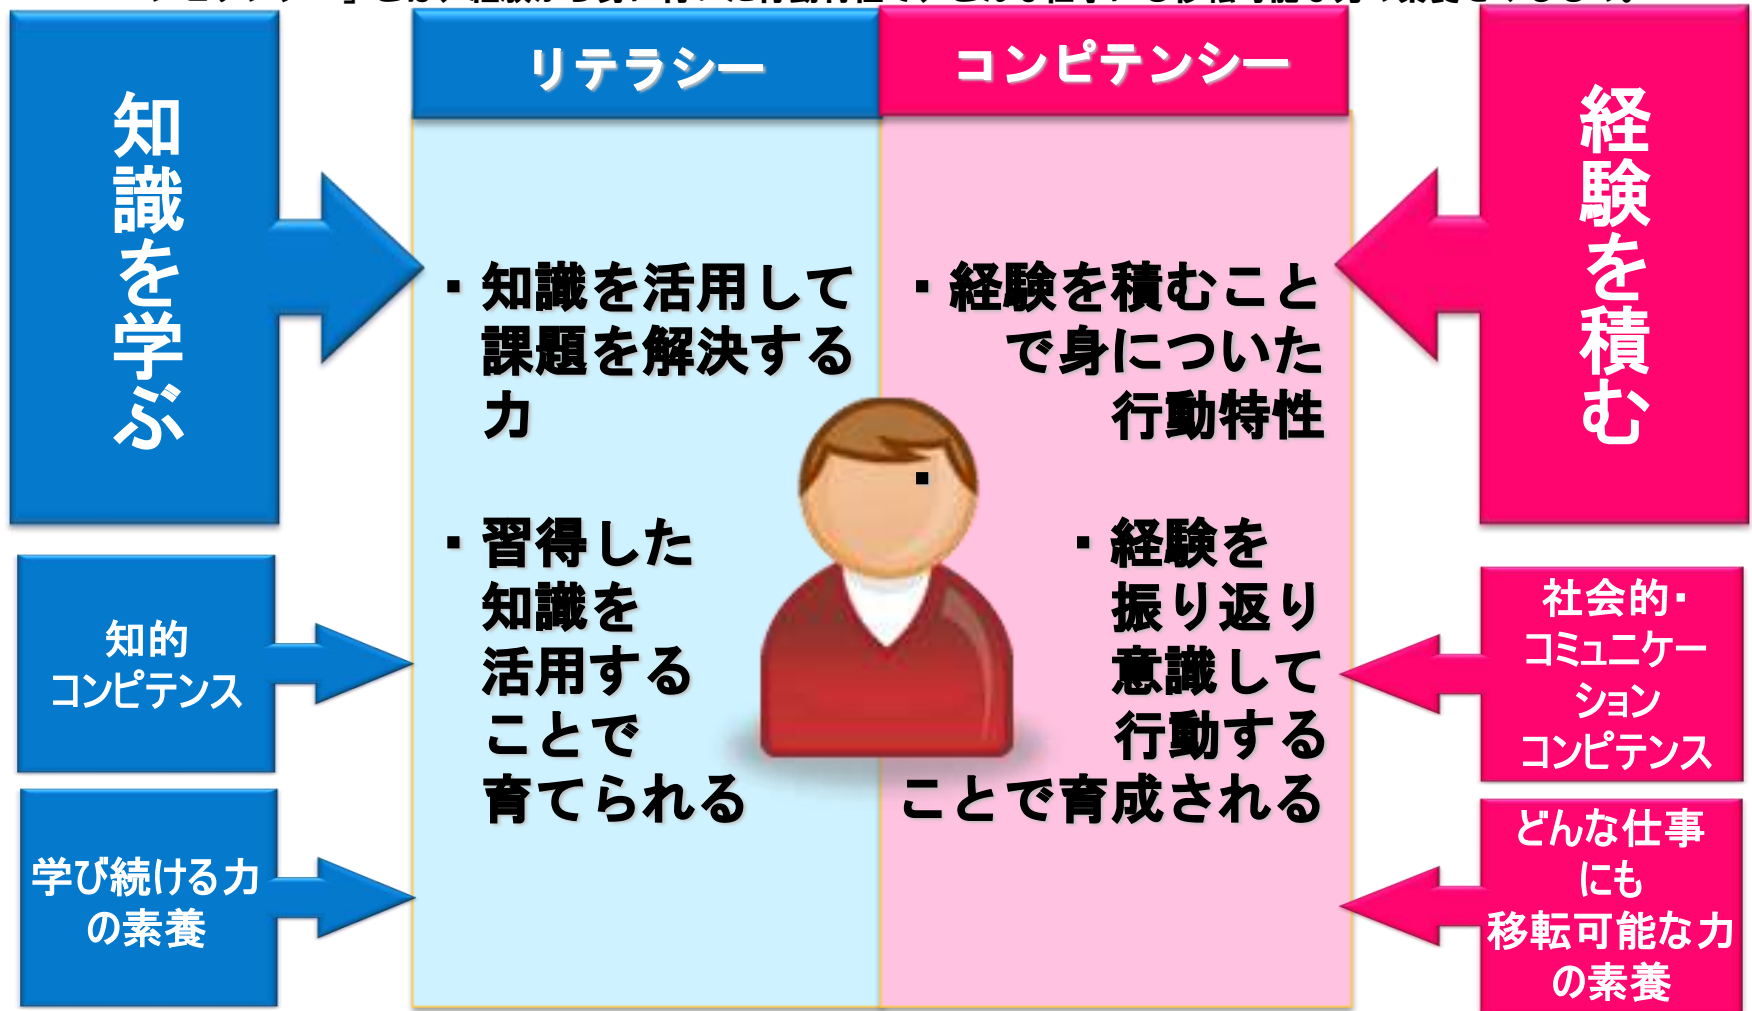 リテラシー
コンピテンシー
知識を学ぶ
経験を積む
・知識を活用して
課題を解決する
力
・習得した
知識を
活用する
ことで
育てられる
・経験を積むこと
で身についた
行動特性
・
・経験を
振り返り
意識して
行動する
ことで育成される
知的
コンピテンス
学び続ける力
の素養
社会的・
コミュニケー
ション
コンピテンス
どんな仕事
にも
移転可能な力
の素養